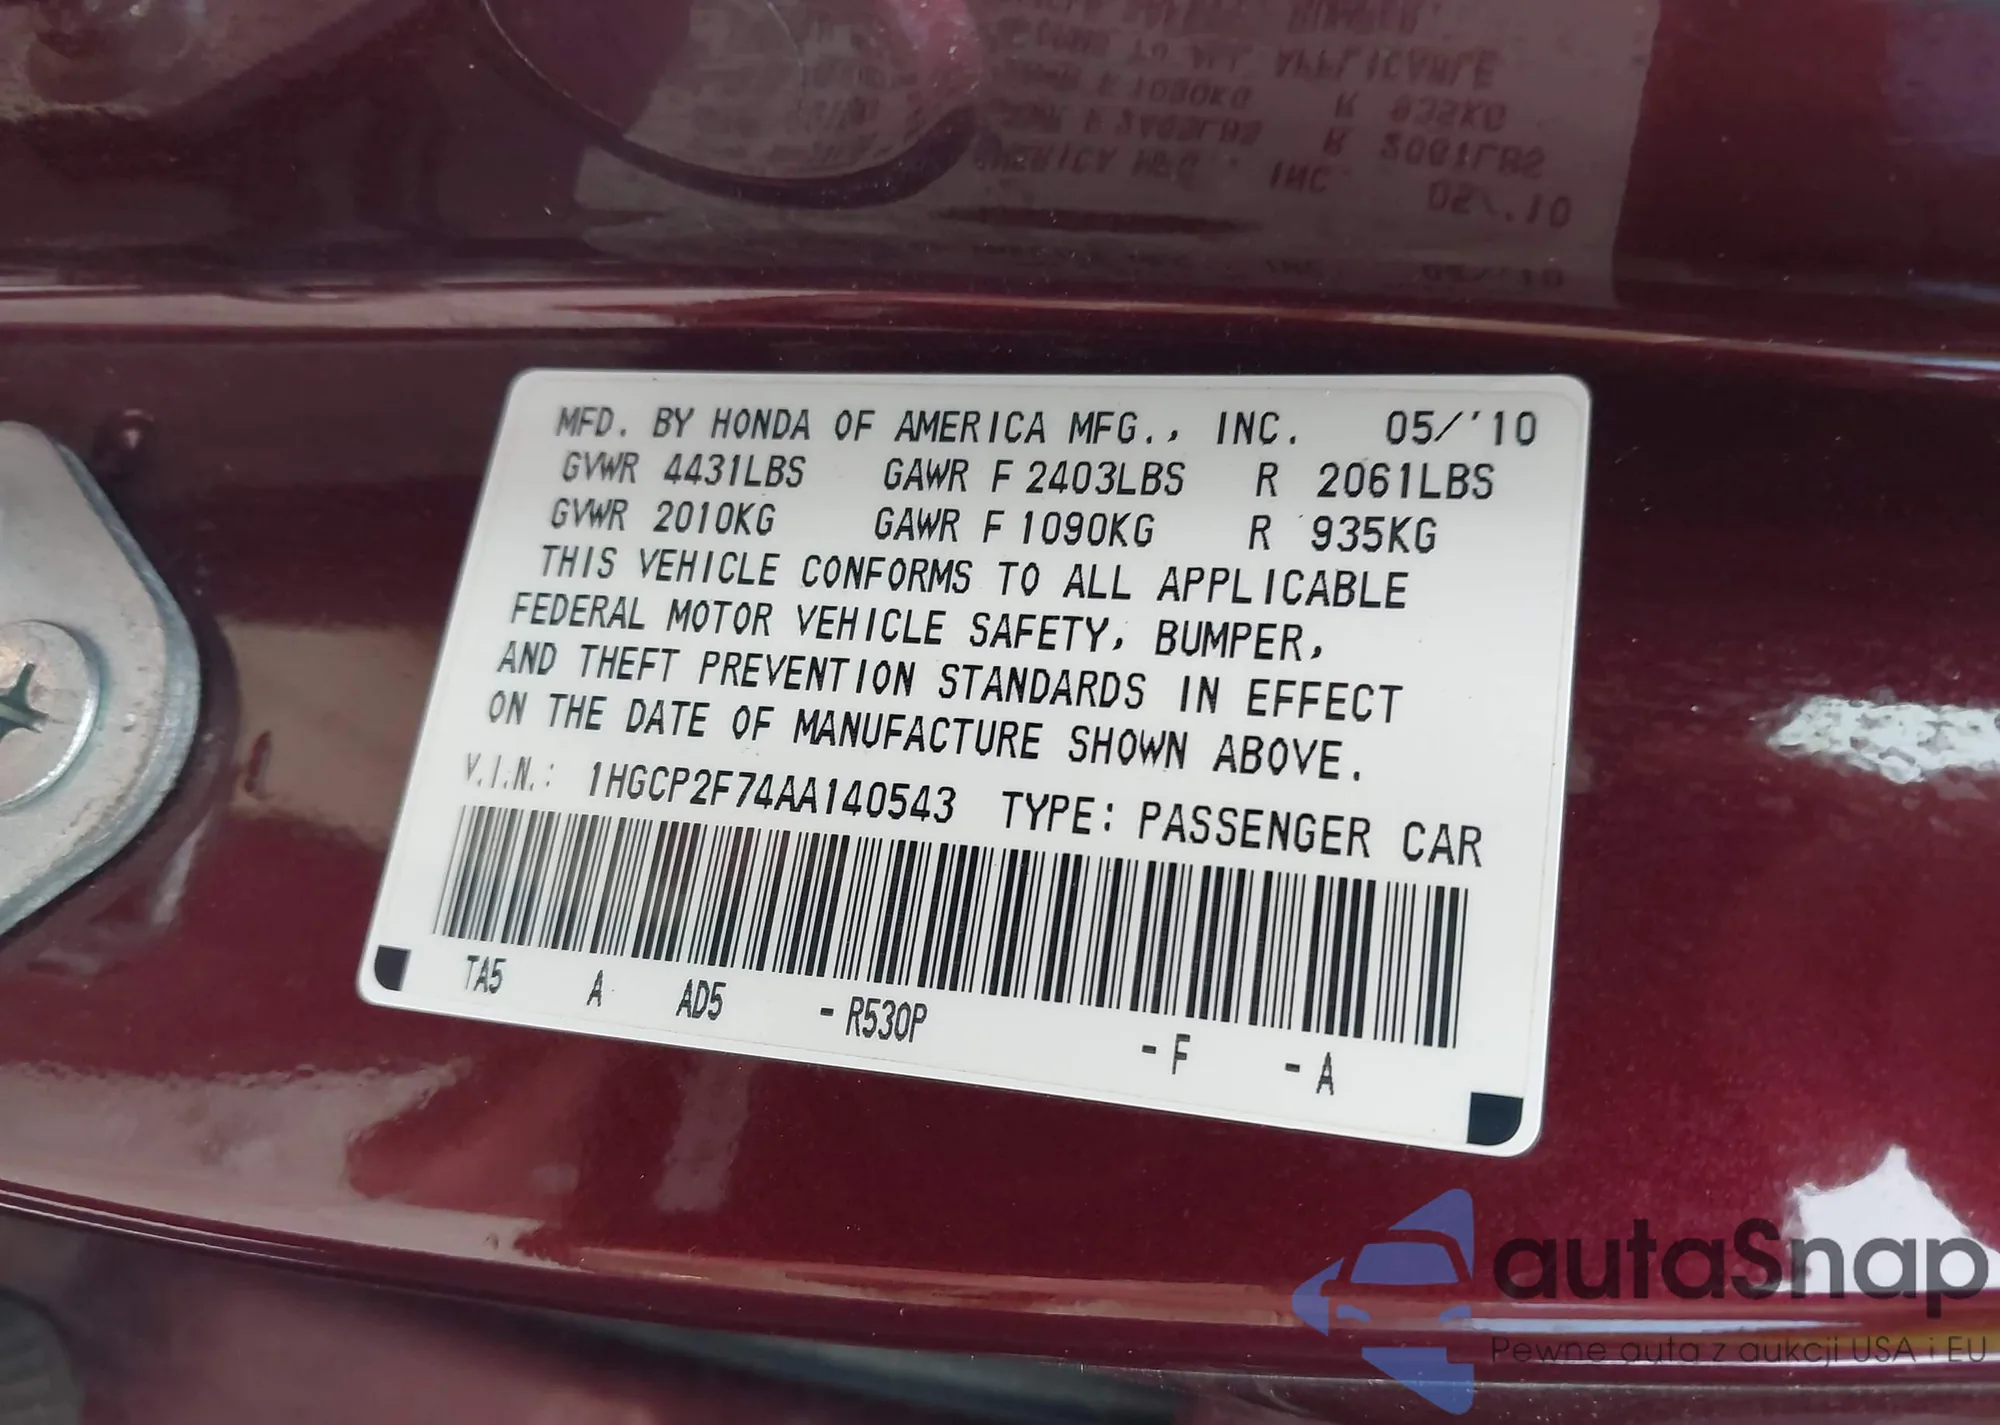 MFD. BY HONDA OF AMERICA MFG., INC. 05/'10
GVWR 4431LBS GAWR F 2403LBS R 2061LBS
GVWR 2010KG GAWR F 1090KG R 935KG
THIS VEHICLE CONFORMS TO ALL APPLICABLE
FEDERAL MOTOR VEHICLE SAFETY, BUMPER,
AND THEFT PREVENTION STANDARDS IN EFFECT
ON THE DATE OF MANUFACTURE SHOWN ABOVE.
V.I.N.: 1HGCP2F74AA140543 TYPE: PASSENGER CAR
TA5 A AD5 -R530P -F -A
autaSnap
Pewne auta z aukcji USA i EU